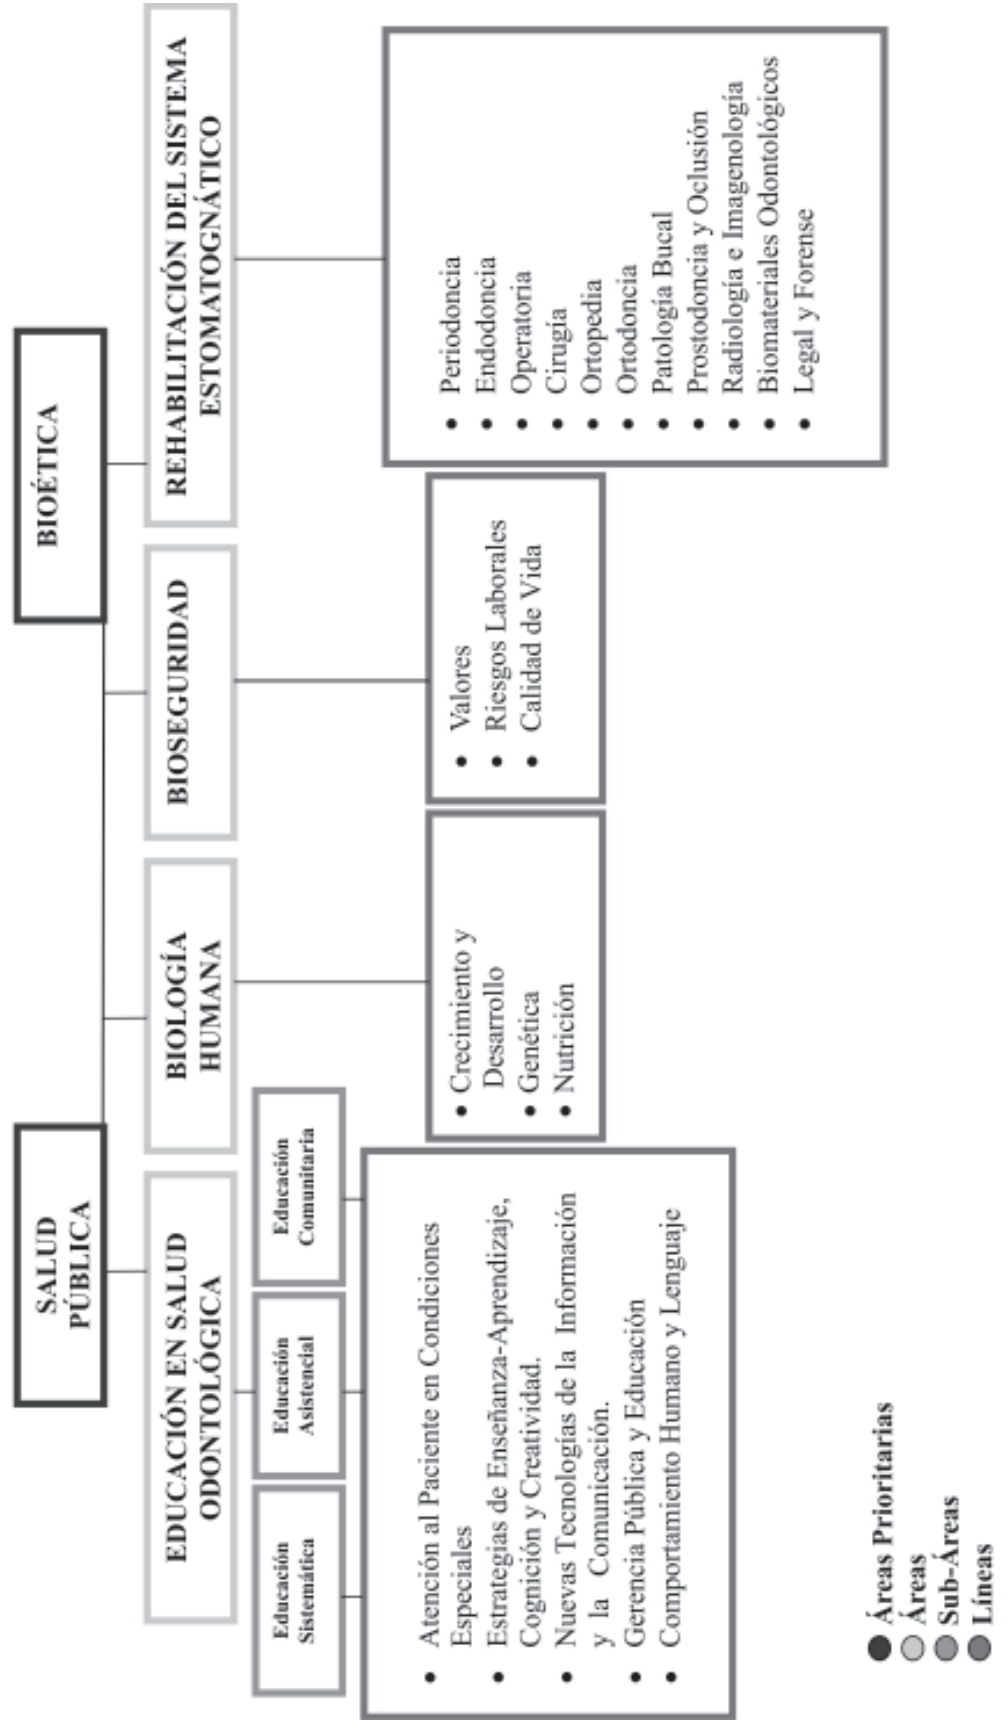 SALUD
PÚBLICA
BIOÉTICA
EDUCACIÓN EN SALUD
ODONTOLÓGICA
BIOLOGÍA
HUMANA
BIOSEGURIDAD
REHABILITACIÓN DEL SISTEMA
ESTOMATOGNÁTICO
Educación
Sistemática
Educación
Asistencial
Educación
Comunitaria
• Atención al Paciente en Condiciones
Especiales
• Estrategias de Enseñanza-Aprendizaje,
Cognición y Creatividad.
• Nuevas Tecnologías de la Información
y la Comunicación.
• Gerencia Pública y Educación
• Comportamiento Humano y Lenguaje
• Crecimiento y
Desarrollo
• Genética
• Nutrición
• Valores
• Riesgos Laborales
• Calidad de Vida
• Periodoncia
• Endodoncia
• Operatoria
• Cirugía
• Ortopedia
• Ortodoncia
• Patología Bucal
• Prostodoncia y Oclusión
• Radiología e Imagenología
• Biomateriales Odontológicos
• Legal y Forense
Áreas Prioritarias
Áreas
Sub-Áreas
Líneas